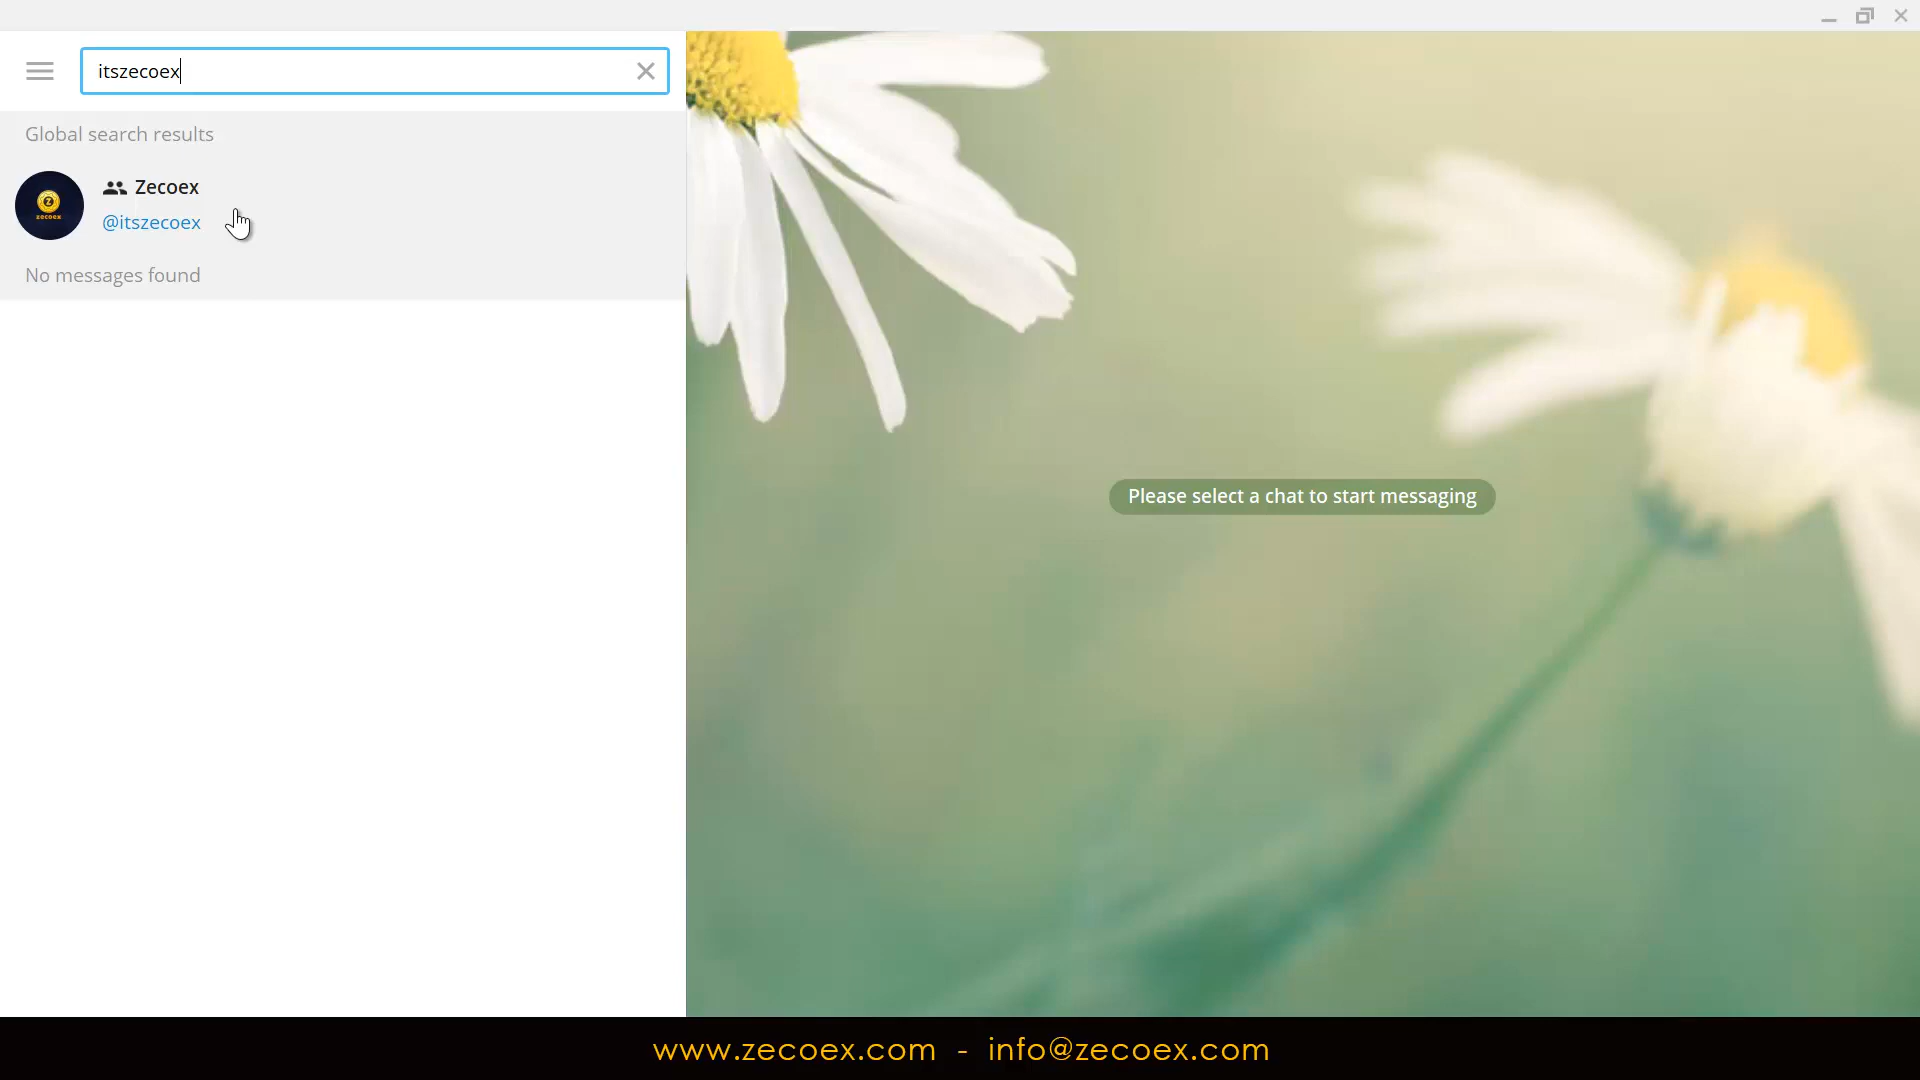 itszecoex
Global search results
Zecoex
@itszecoex
No messages found
Please select a chat to start messaging
www.zecoex.com - info@zecoex.com